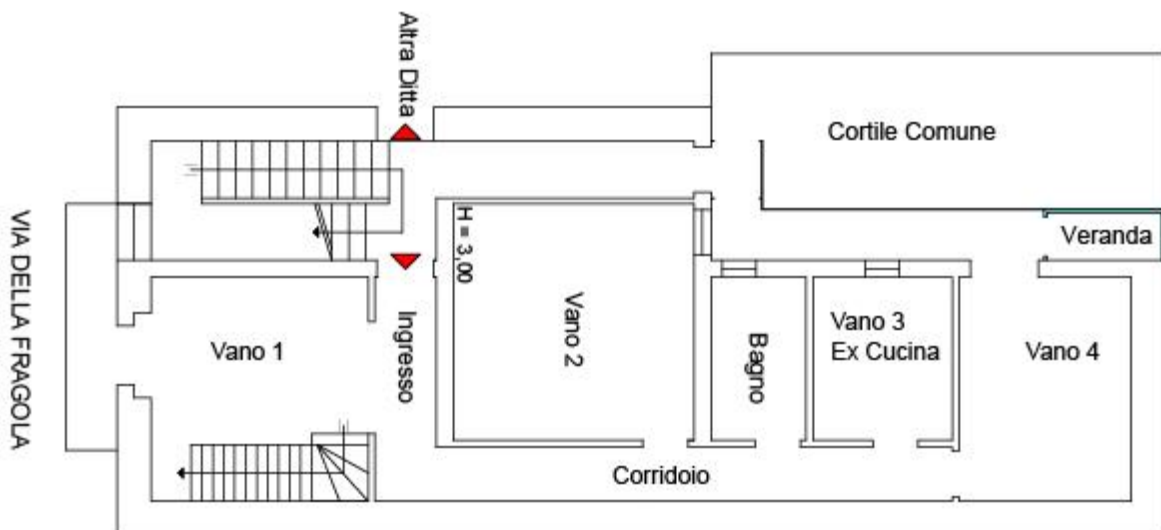 Altra Ditta
Cortile Comune
VIA DELLA FRAGOLA
H = 3,00
Veranda
Vano 1
Ingresso
Vano 2
Bagno
Vano 3
Ex Cucina
Vano 4
Corridoio